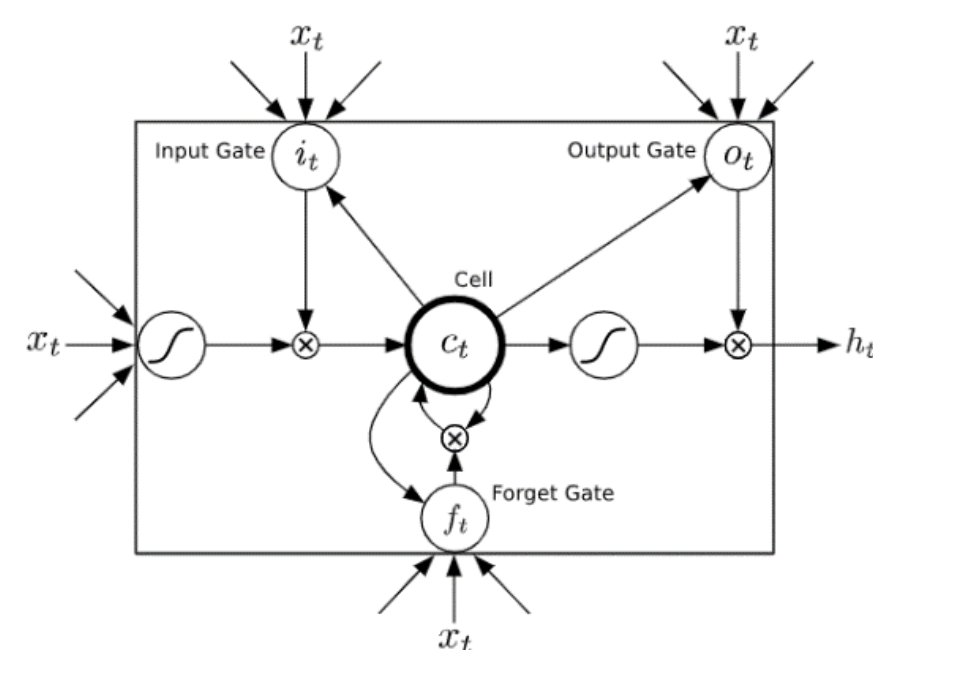 x_t x_t
Input Gate i_t Output Gate o_t
Cell
x_t c_t h_t
Forget Gate
f_t
x_t